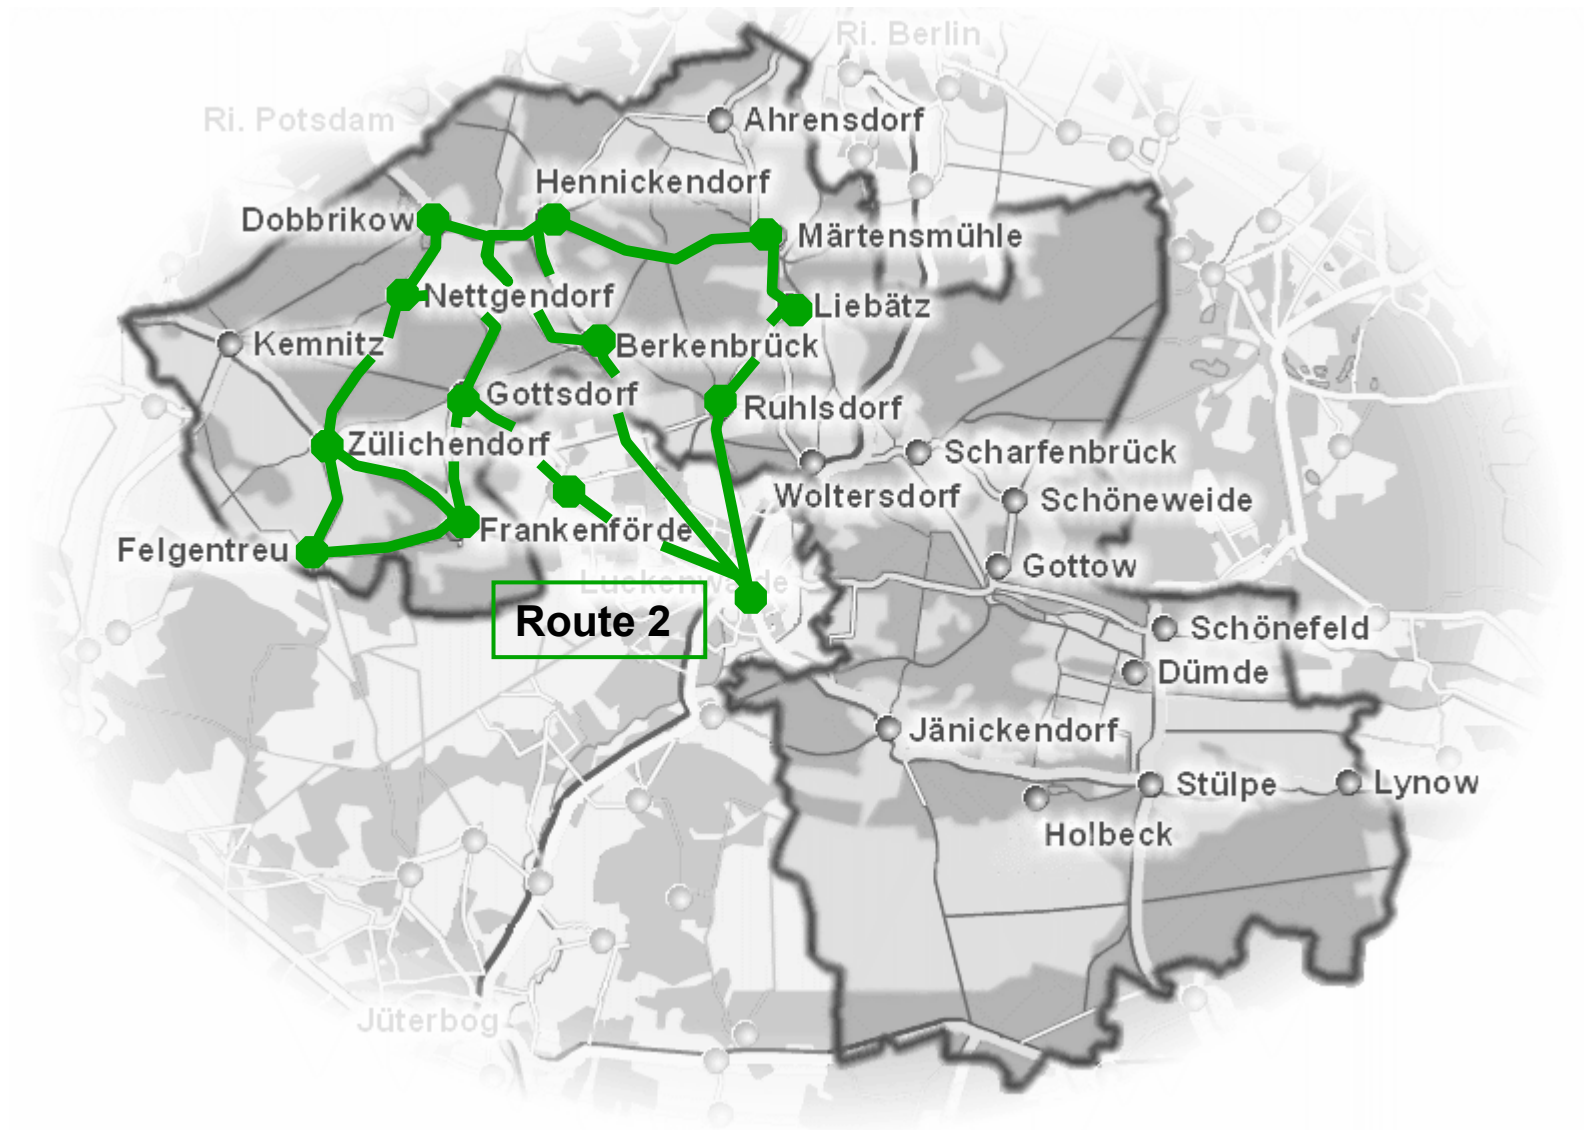 Ri. Berlin
Ri. Potsdam
Ahrensdorf
Hennickendorf
Dobbrikow
Märtensmühle
Nettgendorf
Liebätz
Kemnitz
Berkenbrück
Gottsdorf
Ruhlsdorf
Zülichendorf
Scharfenbrück
Woltersdorf
Schöneweide
Frankenförde
Felgentreu
Gottow
Luckenwalde
Route 2
Schönefeld
Dümde
Jänickendorf
Stülpe
Lynow
Holbeck
Jüterbog